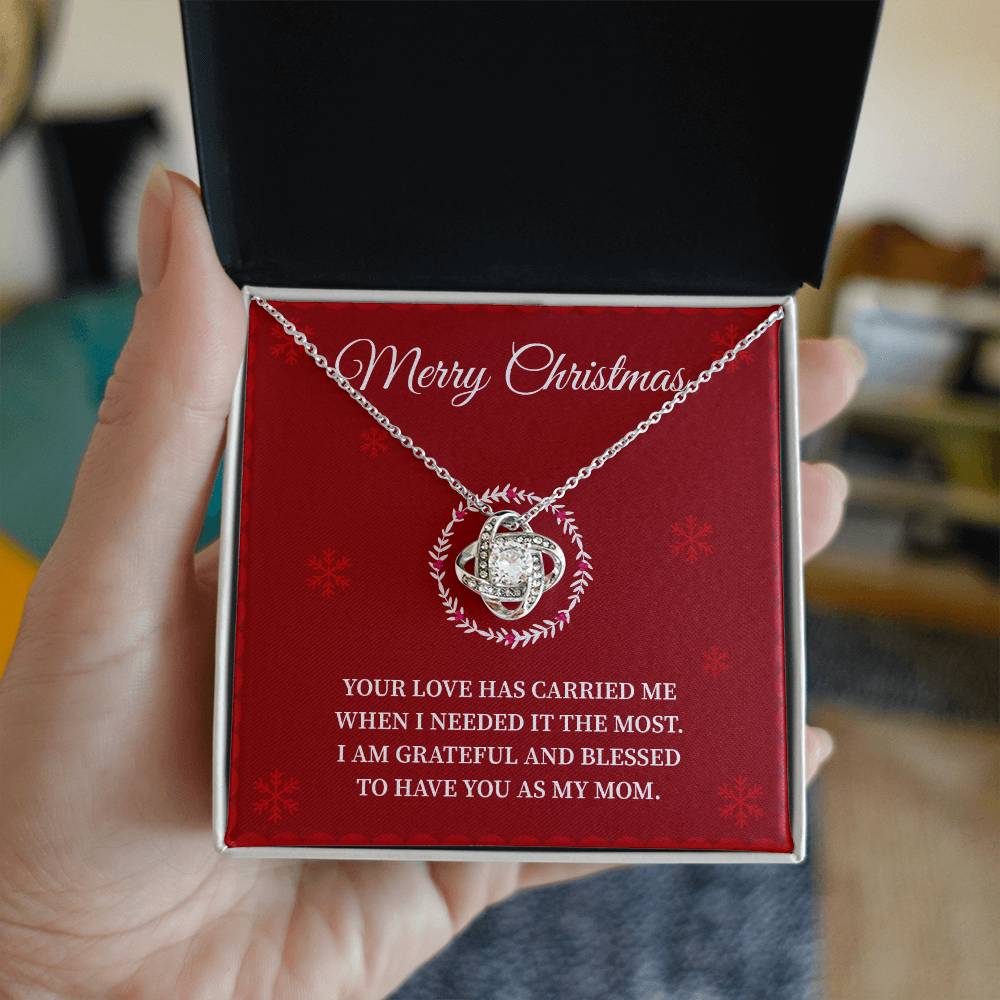 Merry Christmas
YOUR LOVE HAS CARRIED ME
WHEN I NEEDED IT THE MOST.
I AM GRATEFUL AND BLESSED
TO HAVE YOU AS MY MOM.